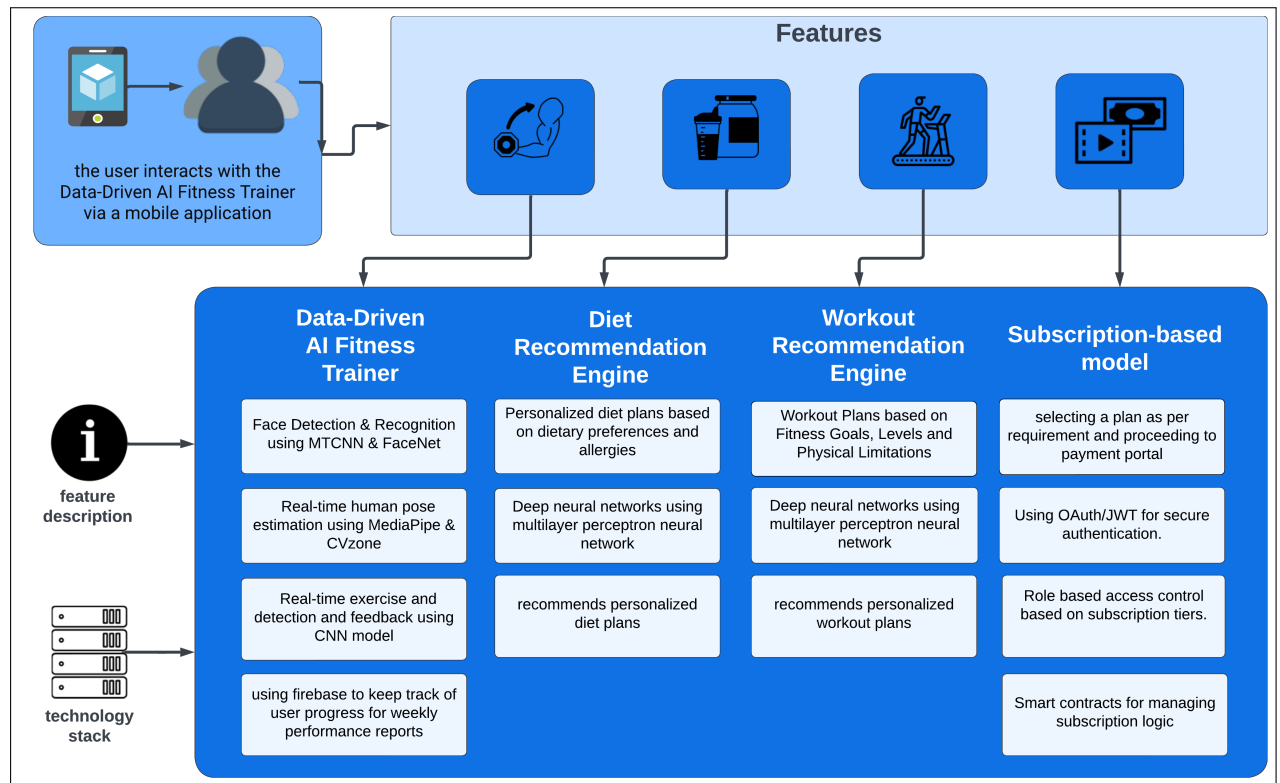 Features
the user interacts with the
Data-Driven AI Fitness Trainer
via a mobile application
Data-Driven
AI Fitness
Trainer
Face Detection & Recognition
using MTCNN & FaceNet
Real-time human pose
estimation using MediaPipe &
CVzone
Real-time exercise and
detection and feedback using
CNN model
using firebase to keep track of
user progress for weekly
performance reports
Diet
Recommendation
Engine
Personalized diet plans based
on dietary preferences and
allergies
Deep neural networks using
multilayer perceptron neural
network
recommends personalized
diet plans
Workout
Recommendation
Engine
Workout Plans based on
Fitness Goals, Levels and
Physical Limitations
Deep neural networks using
multilayer perceptron neural
network
recommends personalized
workout plans
Subscription-based
model
selecting a plan as per
requirement and proceeding to
payment portal
Using OAuth/JWT for secure
authentication.
Role based access control
based on subscription tiers.
Smart contracts for managing
subscription logic
i
feature
description
technology
stack